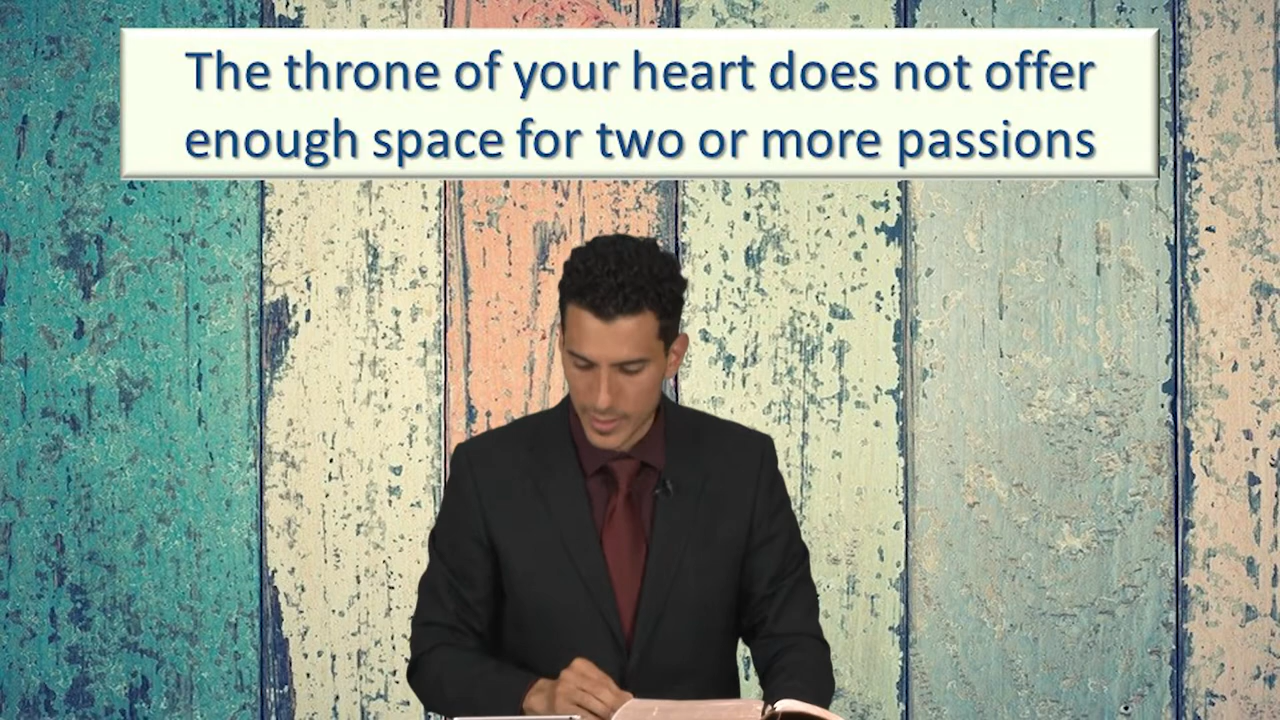 The throne of your heart does not offer
enough space for two or more passions